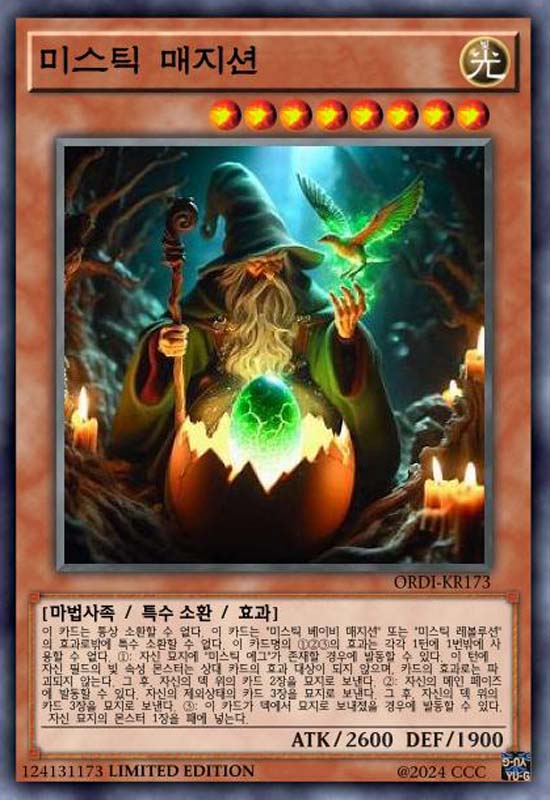 미스틱 매지션
빛
光
ORDI-KR173
[마법사족 / 특수 소환 / 효과]
이 카드는 통상 소환할 수 없다. 이 카드는 "미스틱 베이비 매지션" 또는 "미스틱 레볼루션"
의 효과로밖에 특수 소환할 수 없다. 이 카드명의 ①②③의 효과는 각각 1턴에 1번밖에 사
용할 수 없다. ①: 자신 묘지에 "미스틱 에그"가 존재할 경우에 발동할 수 있다. 이 턴에
자신 필드의 빛 속성 몬스터는 상대 카드의 효과 대상이 되지 않으며 카드의 효과로는 파
괴되지 않는다. 그 후, 자신의 덱 위의 카드 2장을 묘지로 보낸다. ②: 자신의 메인 페이즈
에 발동할 수 있다. 자신의 제외상태의 카드 3장을 묘지로 보낸다. 그 후, 자신의 덱 위의
카드 3장을 묘지로 보낸다. ③: 이 카드가 덱에서 묘지로 보내졌을 경우에 발동할 수 있다.
자신 묘지의 몬스터 1장을 패에 넣는다.
ATK/2600 DEF/1900
124131173 LIMITED EDITION @2024 CCC
YU-G